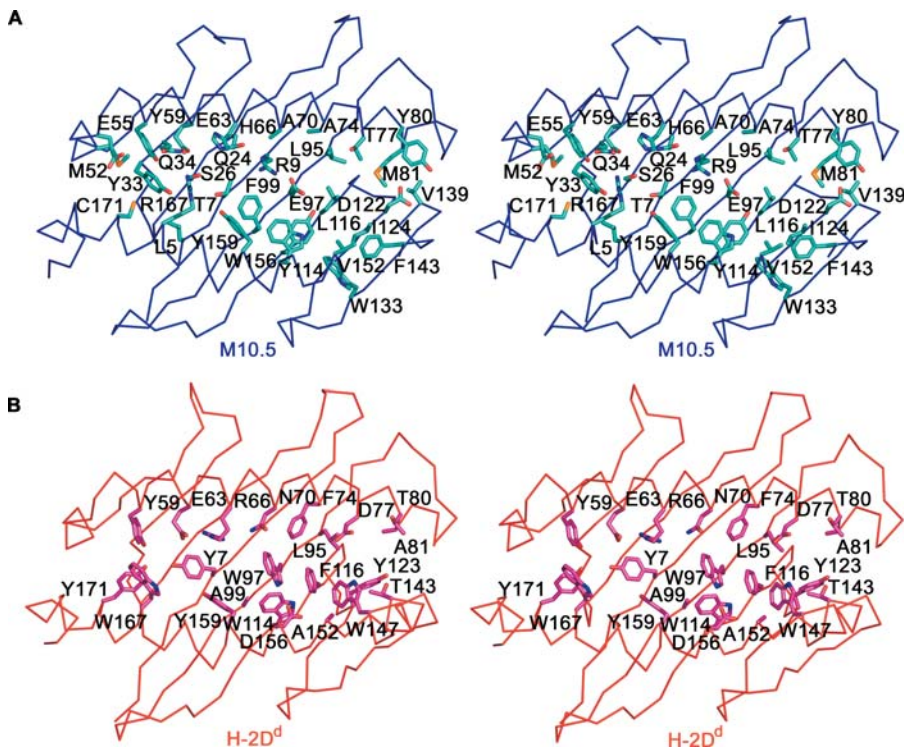 A
E55 Y59 E63 H66 A70 A74 T77 Y80
M52 Q34 Q24 R9 L95 M81
Y33 S26 F99 E97 D122 V139
C171 R167 T7 L116 I124
L5 Y159 W156 Y114 V152 F143
W133
M10.5
E55 Y59 E63 H66 A70 A74 T77 Y80
M52 Q34 Q24 R9 L95 M81
Y33 S26 F99 E97 D122 V139
C171 R167 T7 L116 I124
L5 Y159 W156 Y114 V152 F143
W133
M10.5
B
Y59 E63 R66 N70 F74 D77 T80
Y7 L95 A81
Y171 W97 F116 Y123
W167 A99 T143
Y159 W114 D156 A152 W147
H-2Dᵈ
Y59 E63 R66 N70 F74 D77 T80
Y7 L95 A81
Y171 W97 F116 Y123
W167 A99 T143
Y159 W114 D156 A152 W147
H-2Dᵈ